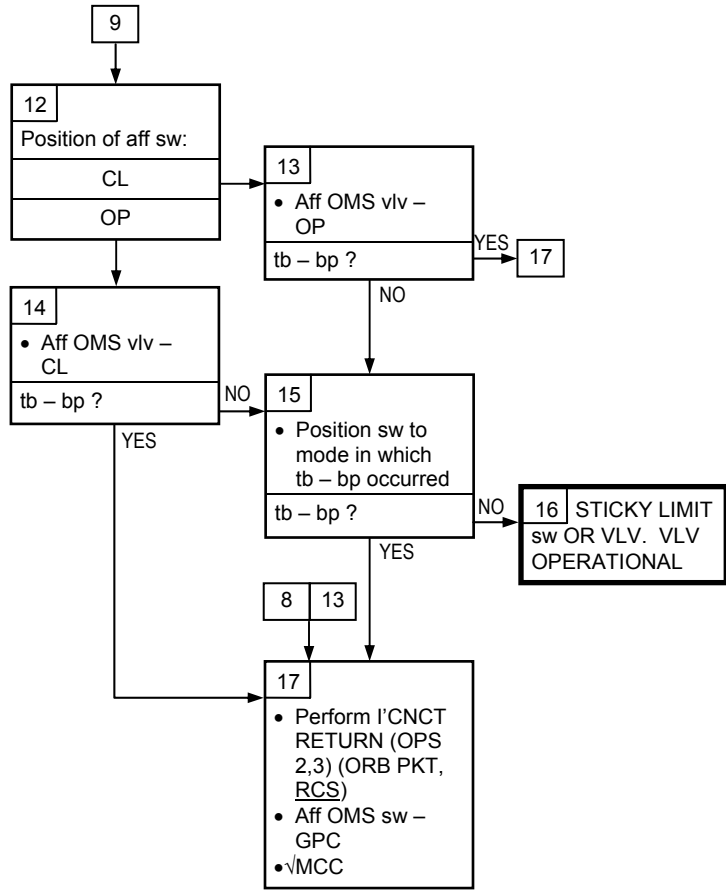 9
12
Position of aff sw:
CL
OP
13
• Aff OMS vlv –
OP
tb – bp ?
YES
17
NO
14
• Aff OMS vlv –
CL
tb – bp ?
NO
YES
15
• Position sw to
mode in which
tb – bp occurred
tb – bp ?
NO
YES
16 STICKY LIMIT
sw OR VLV. VLV
OPERATIONAL
8 13
17
• Perform I'CNCT
RETURN (OPS
2,3) (ORB PKT,
RCS)
• Aff OMS sw –
GPC
•√MCC